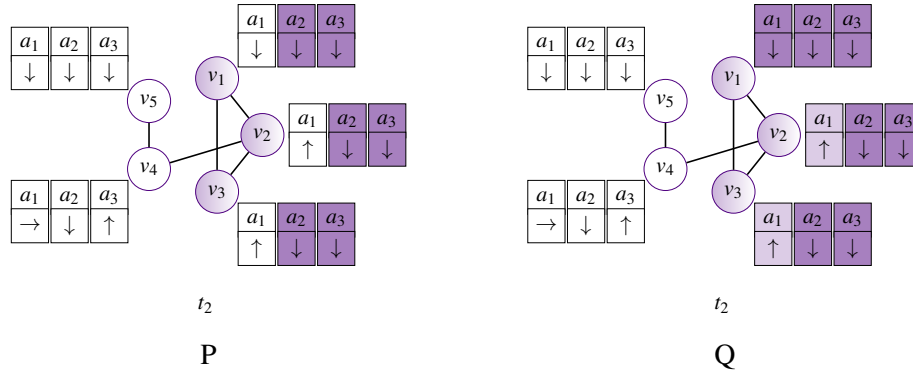 a₁ a₂ a₃
↓ ↓ ↓
a₁ a₂ a₃
↓ ↓ ↓
v₁
v₅
a₁ a₂ a₃
↑ ↓ ↓
v₂
v₄
v₃
a₁ a₂ a₃
→ ↓ ↑
a₁ a₂ a₃
↑ ↓ ↓
t₂
P
a₁ a₂ a₃
↓ ↓ ↓
a₁ a₂ a₃
↓ ↓ ↓
v₁
v₅
a₁ a₂ a₃
↑ ↓ ↓
v₂
v₄
v₃
a₁ a₂ a₃
→ ↓ ↑
a₁ a₂ a₃
↑ ↓ ↓
t₂
Q